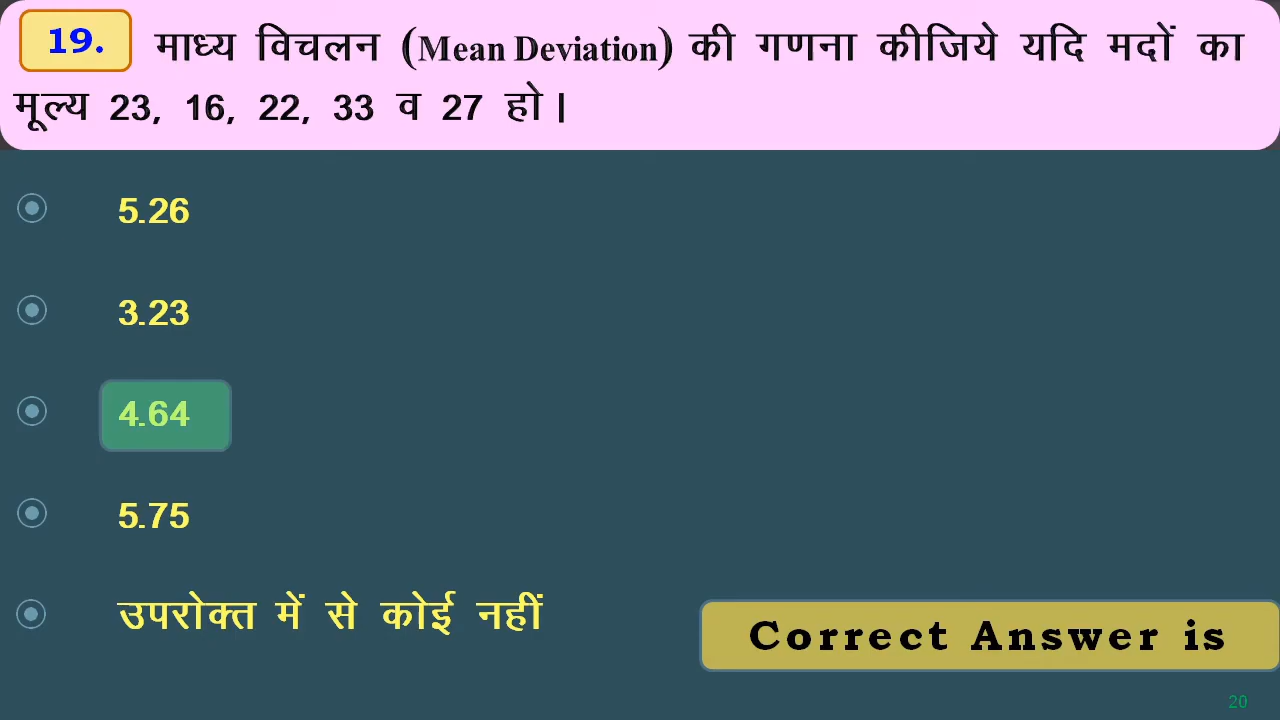 19. माध्य विचलन (Mean Deviation) की गणना कीजिये यदि मदों का
मूल्य 23, 16, 22, 33 व 27 हो।
5.26
3.23
4.64
5.75
उपरोक्त में से कोई नहीं
Correct Answer is
20